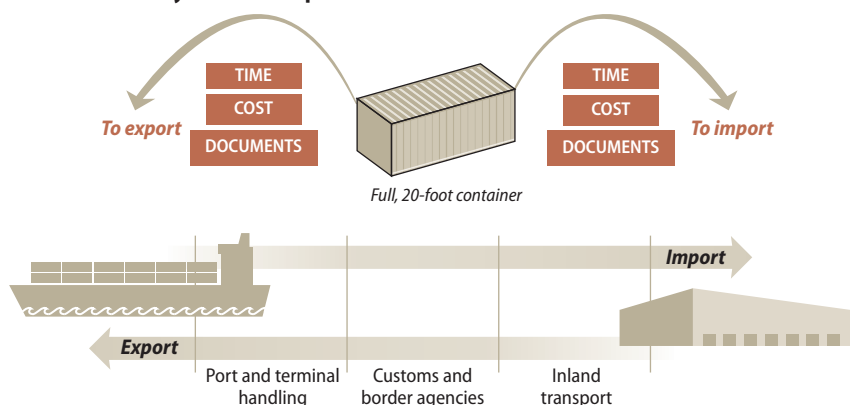 TIME
COST
DOCUMENTS
To export
TIME
COST
DOCUMENTS
To import
Full, 20-foot container
Import
Export
Port and terminal
handling
Customs and
border agencies
Inland
transport